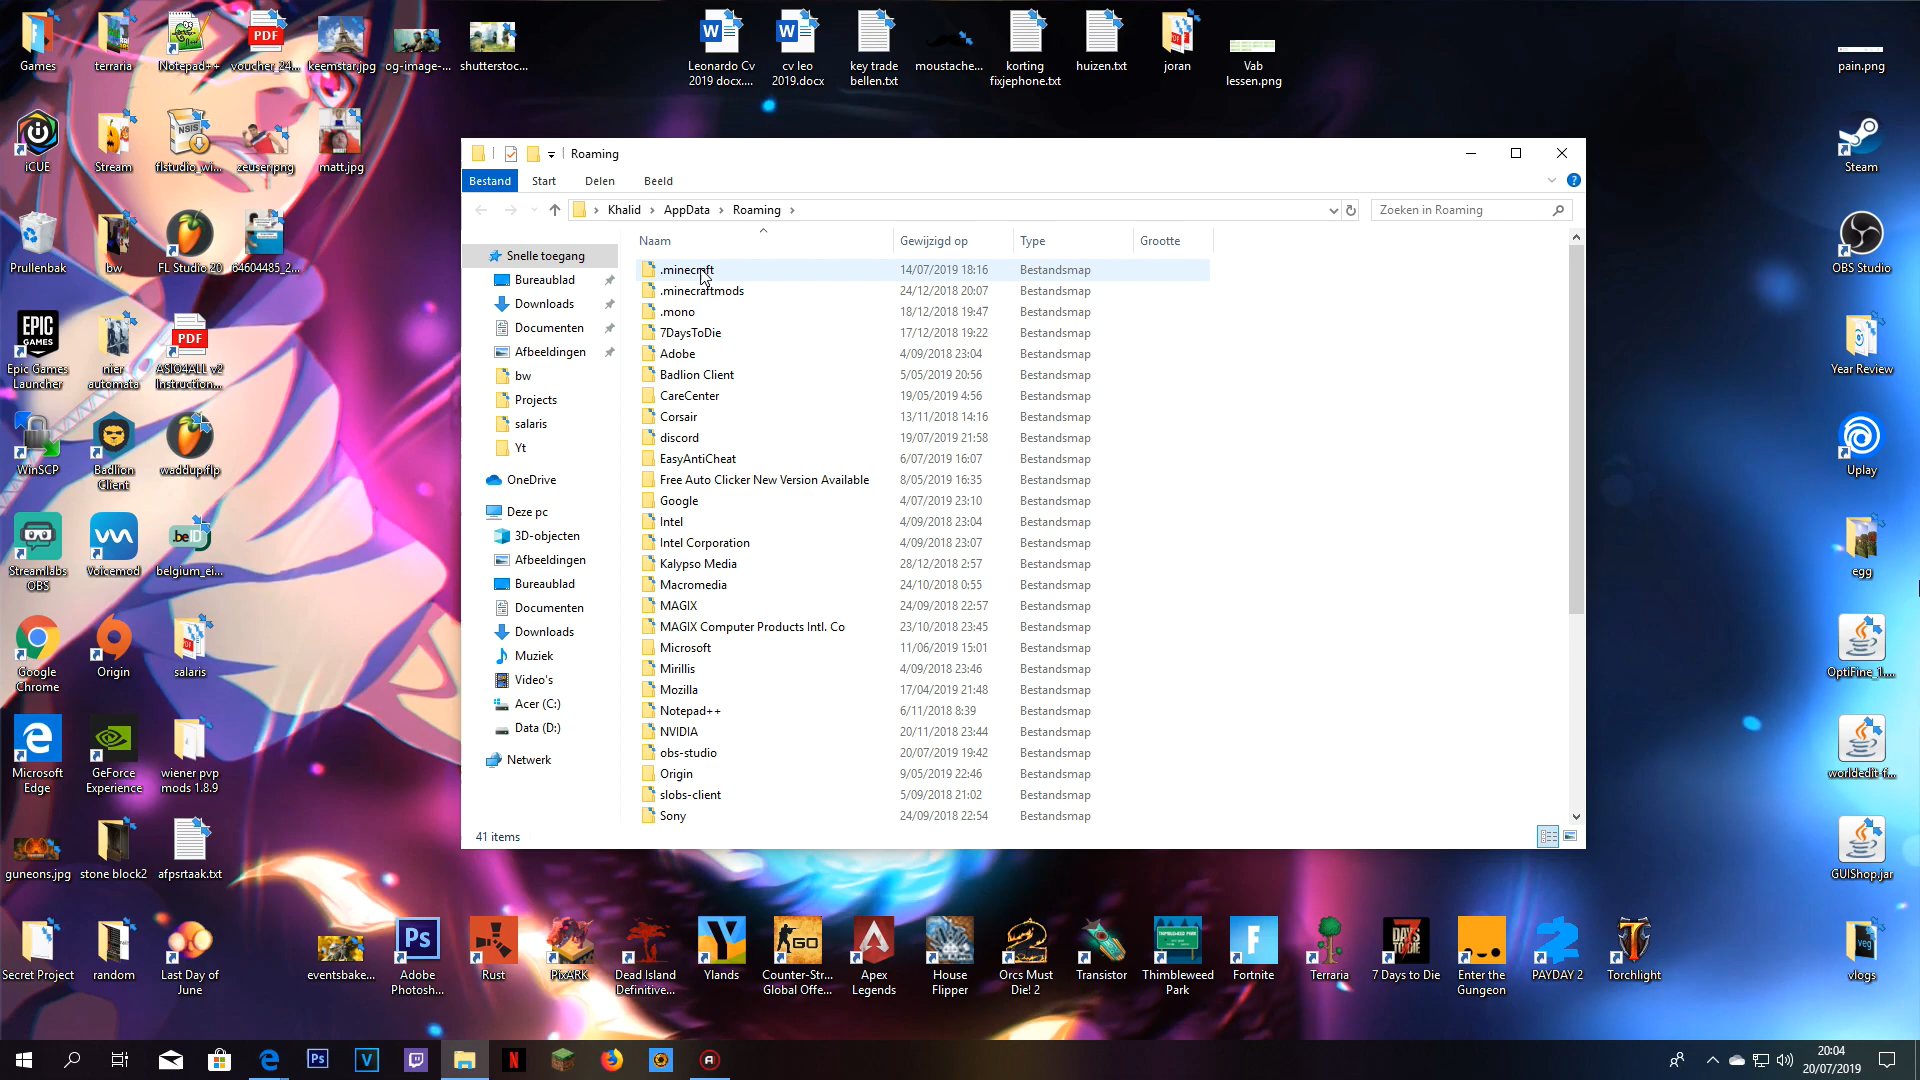 Games
terraria
Notepad++
voucher_24...
keemstar.jpg
og-image-...
shutterstoc...
Leonardo Cv
2019 docx....
cv leo
2019.docx
key trade
bellen.txt
moustache...
korting
fixjephone.txt
huizen.txt
joran
Vab
lessen.png
pain.png
iCUE
Stream
flstudio_wi...
zeuser.png
matt.jpg
Steam
Prullenbak
bw
FL Studio 20
64604485_2...
OBS Studio
Epic Games
Launcher
nier
automata
ASIO4ALL v2
Instruction...
Year Review
WinSCP
Badlion
Client
waddup.flp
Uplay
Streamlabs
OBS
Voicemod
belgium_ei...
egg
Google
Chrome
Origin
salaris
OptiFine_1....
Microsoft
Edge
GeForce
Experience
wiener pvp
mods 1.8.9
worldedit-f...
guneons.jpg
stone block2
afpsrtaak.txt
GUIShop.jar
Secret Project
random
Last Day of
June
eventsbake...
Adobe
Photosh...
Rust
PixARK
Dead Island
Definitive...
Ylands
Counter-Str...
Global Offe...
Apex
Legends
House
Flipper
Orcs Must
Die! 2
Transistor
Thimbleweed
Park
Fortnite
Terraria
7 Days to Die
Enter the
Gungeon
PAYDAY 2
Torchlight
vlogs
Roaming
Bestand Start Delen Beeld
Khalid > AppData > Roaming >
Zoeken in Roaming
Snelle toegang
Bureaublad
Downloads
Documenten
Afbeeldingen
bw
Projects
salaris
Yt
OneDrive
Deze pc
3D-objecten
Afbeeldingen
Bureaublad
Documenten
Downloads
Muziek
Video's
Acer (C:)
Data (D:)
Netwerk
Naam Gewijzigd op Type Grootte
.minecraft 14/07/2019 18:16 Bestandsmap
.minecraftmods 24/12/2018 20:07 Bestandsmap
.mono 18/12/2018 19:47 Bestandsmap
7DaysToDie 17/12/2018 19:22 Bestandsmap
Adobe 4/09/2018 23:04 Bestandsmap
Badlion Client 5/05/2019 20:56 Bestandsmap
CareCenter 19/05/2019 4:56 Bestandsmap
Corsair 13/11/2018 14:16 Bestandsmap
discord 19/07/2019 21:58 Bestandsmap
EasyAntiCheat 6/07/2019 16:07 Bestandsmap
Free Auto Clicker New Version Available 8/05/2019 16:35 Bestandsmap
Google 4/07/2019 23:10 Bestandsmap
Intel 4/09/2018 23:04 Bestandsmap
Intel Corporation 4/09/2018 23:07 Bestandsmap
Kalypso Media 28/12/2018 2:57 Bestandsmap
Macromedia 24/10/2018 0:55 Bestandsmap
MAGIX 24/09/2018 22:57 Bestandsmap
MAGIX Computer Products Intl. Co 23/10/2018 23:45 Bestandsmap
Microsoft 11/06/2019 15:01 Bestandsmap
Mirillis 4/09/2018 23:46 Bestandsmap
Mozilla 17/04/2019 21:48 Bestandsmap
Notepad++ 6/11/2018 8:39 Bestandsmap
NVIDIA 20/11/2018 23:44 Bestandsmap
obs-studio 20/07/2019 19:42 Bestandsmap
Origin 9/05/2019 22:46 Bestandsmap
slobs-client 5/09/2018 21:02 Bestandsmap
Sony 24/09/2018 22:54 Bestandsmap
41 items
20:04
20/07/2019